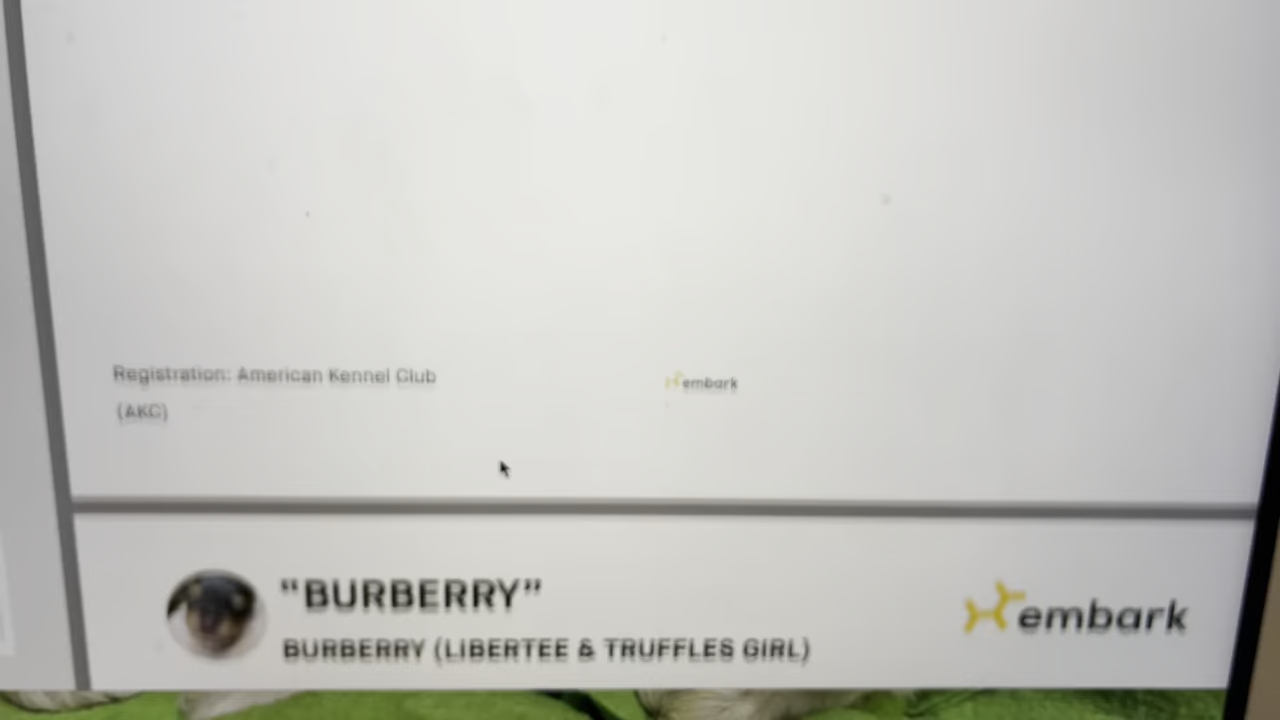 Registration: American Kennel Club
(AKC)
embark
"BURBERRY"
BURBERRY (LIBERTEE & TRUFFLES GIRL)
embark